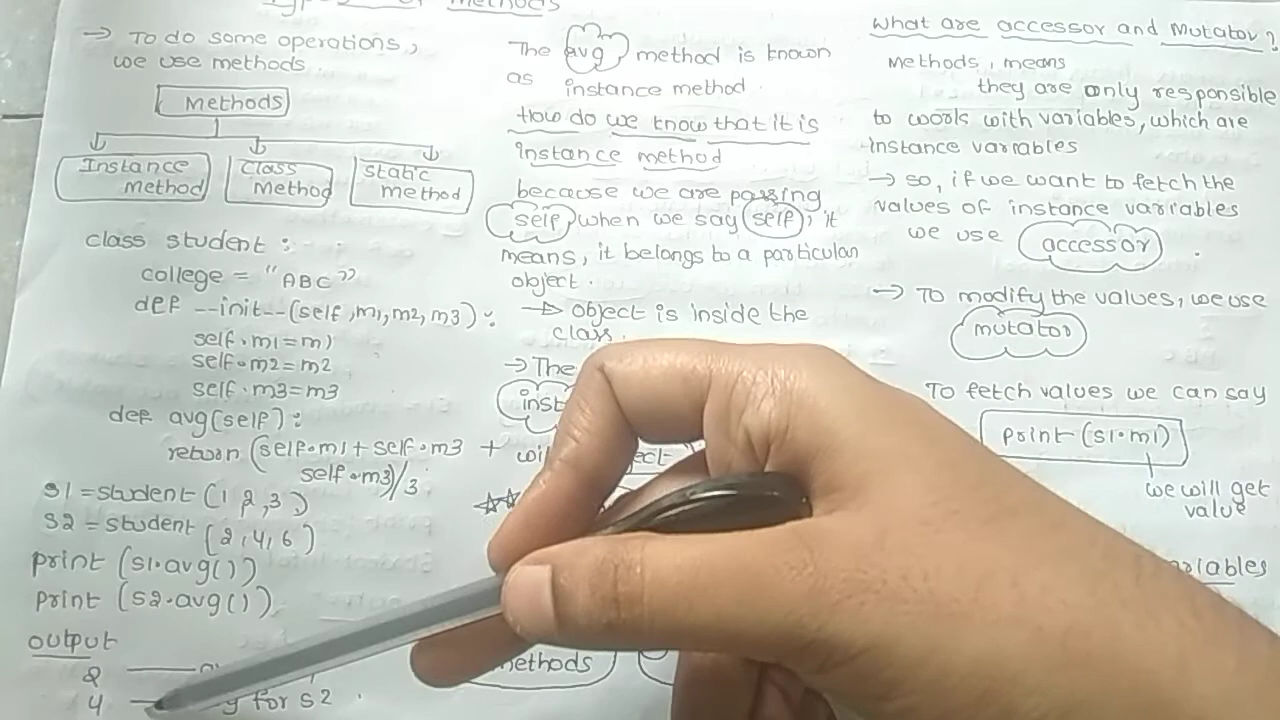 methods
→ To do some operations,
we use methods
Methods
Instance method
Class method
static method
class student :
college = "ABC"
def __init__(self, m1, m2, m3) :
self.m1 = m1
self.m2 = m2
self.m3 = m3
def avg(self) :
return (self.m1 + self.m3 +
self.m3)/3
S1 = student (1, 2, 3)
S2 = student (2, 4, 6)
print (s1.avg())
print (s2.avg())
output
2
4 for s2
The avg method is known
as instance method.
How do we know that it is
instance method
because we are passing
self when we say self, it
means, it belongs to a particular
object.
→ object is inside the
class.
→ The
methods
What are accessor and Mutator?
Methods, means
they are only responsible
to work with variables, which are
instance variables
→ so, if we want to fetch the
values of instance variables
we use accessor.
→ To modify the values, we use
mutator
To fetch values we can say
print (s1.m1)
we will get
value